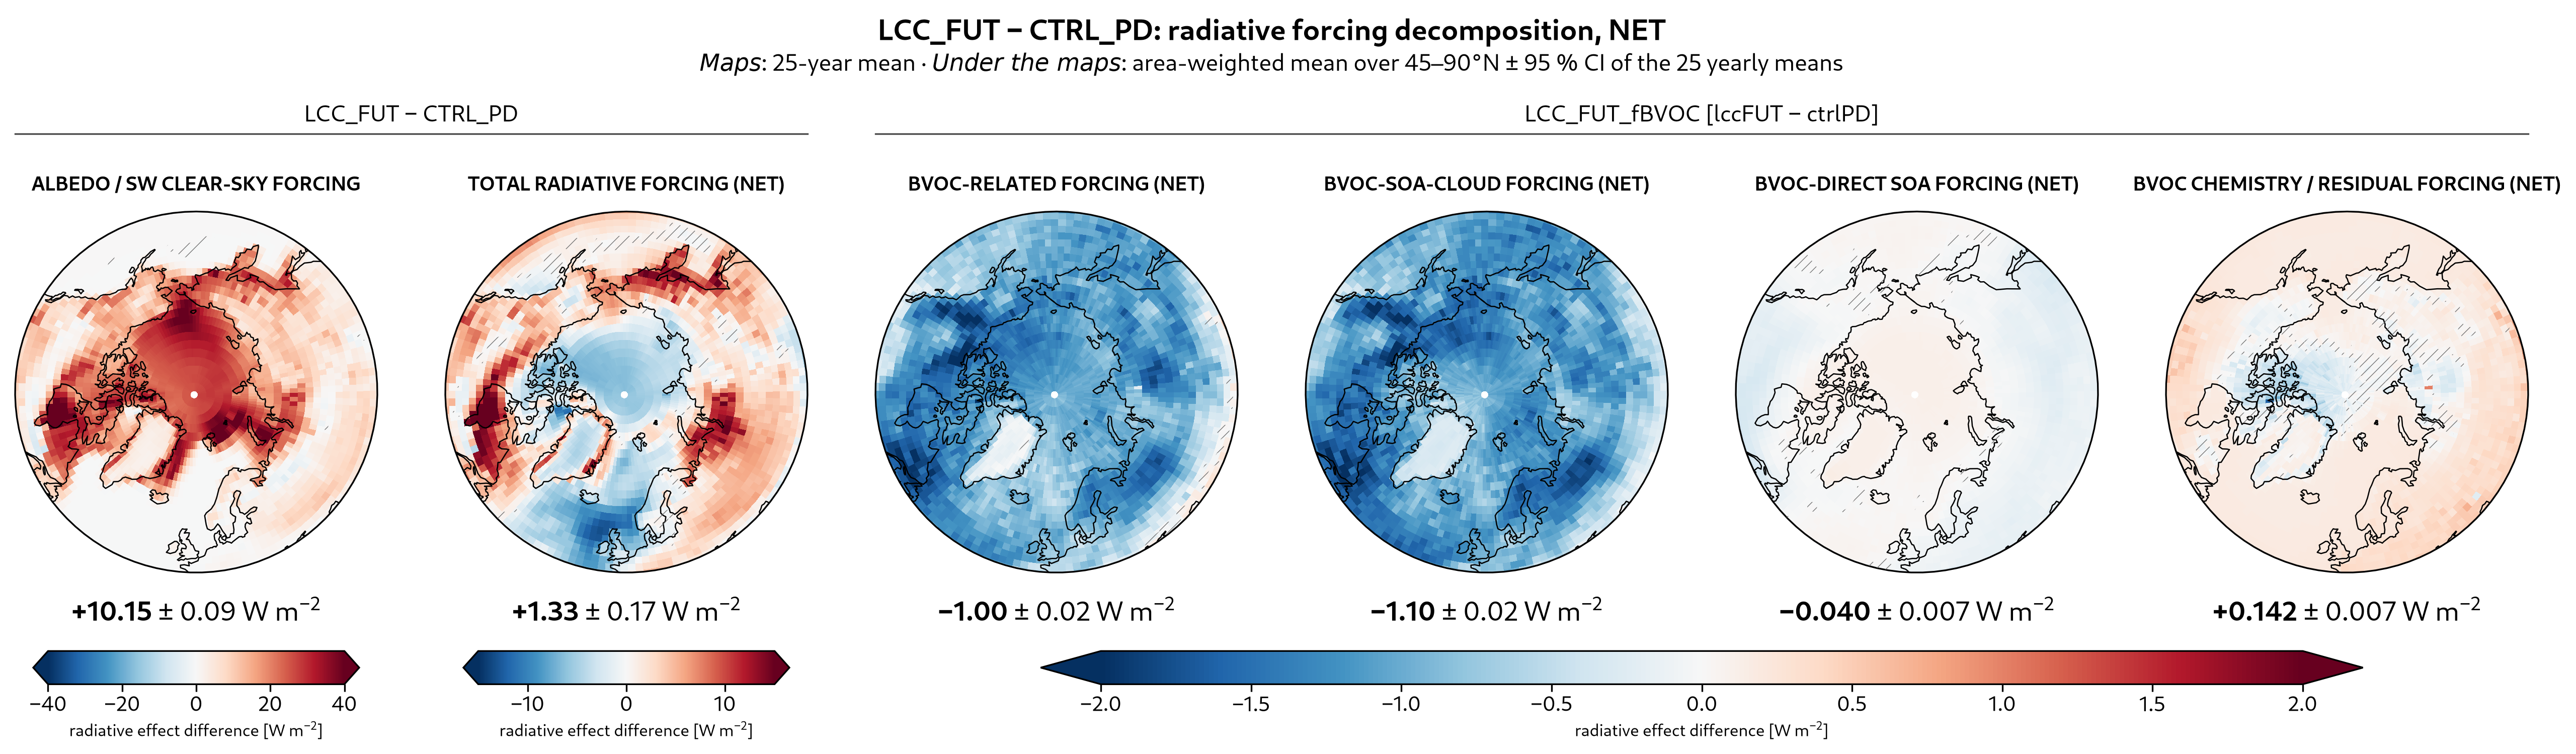 LCC_FUT − CTRL_PD: radiative forcing decomposition, NET
Maps: 25-year mean · Under the maps: area-weighted mean over 45–90°N ± 95 % CI of the 25 yearly means
LCC_FUT − CTRL_PD
LCC_FUT_fBVOC [lccFUT − ctrlPD]
ALBEDO / SW CLEAR-SKY FORCING
TOTAL RADIATIVE FORCING (NET)
BVOC-RELATED FORCING (NET)
BVOC-SOA-CLOUD FORCING (NET)
BVOC-DIRECT SOA FORCING (NET)
BVOC CHEMISTRY / RESIDUAL FORCING (NET)
+10.15 ± 0.09 W m⁻²
+1.33 ± 0.17 W m⁻²
−1.00 ± 0.02 W m⁻²
−1.10 ± 0.02 W m⁻²
−0.040 ± 0.007 W m⁻²
+0.142 ± 0.007 W m⁻²
−40 −20 0 20 40
radiative effect difference [W m⁻²]
−10 0 10
radiative effect difference [W m⁻²]
−2.0 −1.5 −1.0 −0.5 0.0 0.5 1.0 1.5 2.0
radiative effect difference [W m⁻²]